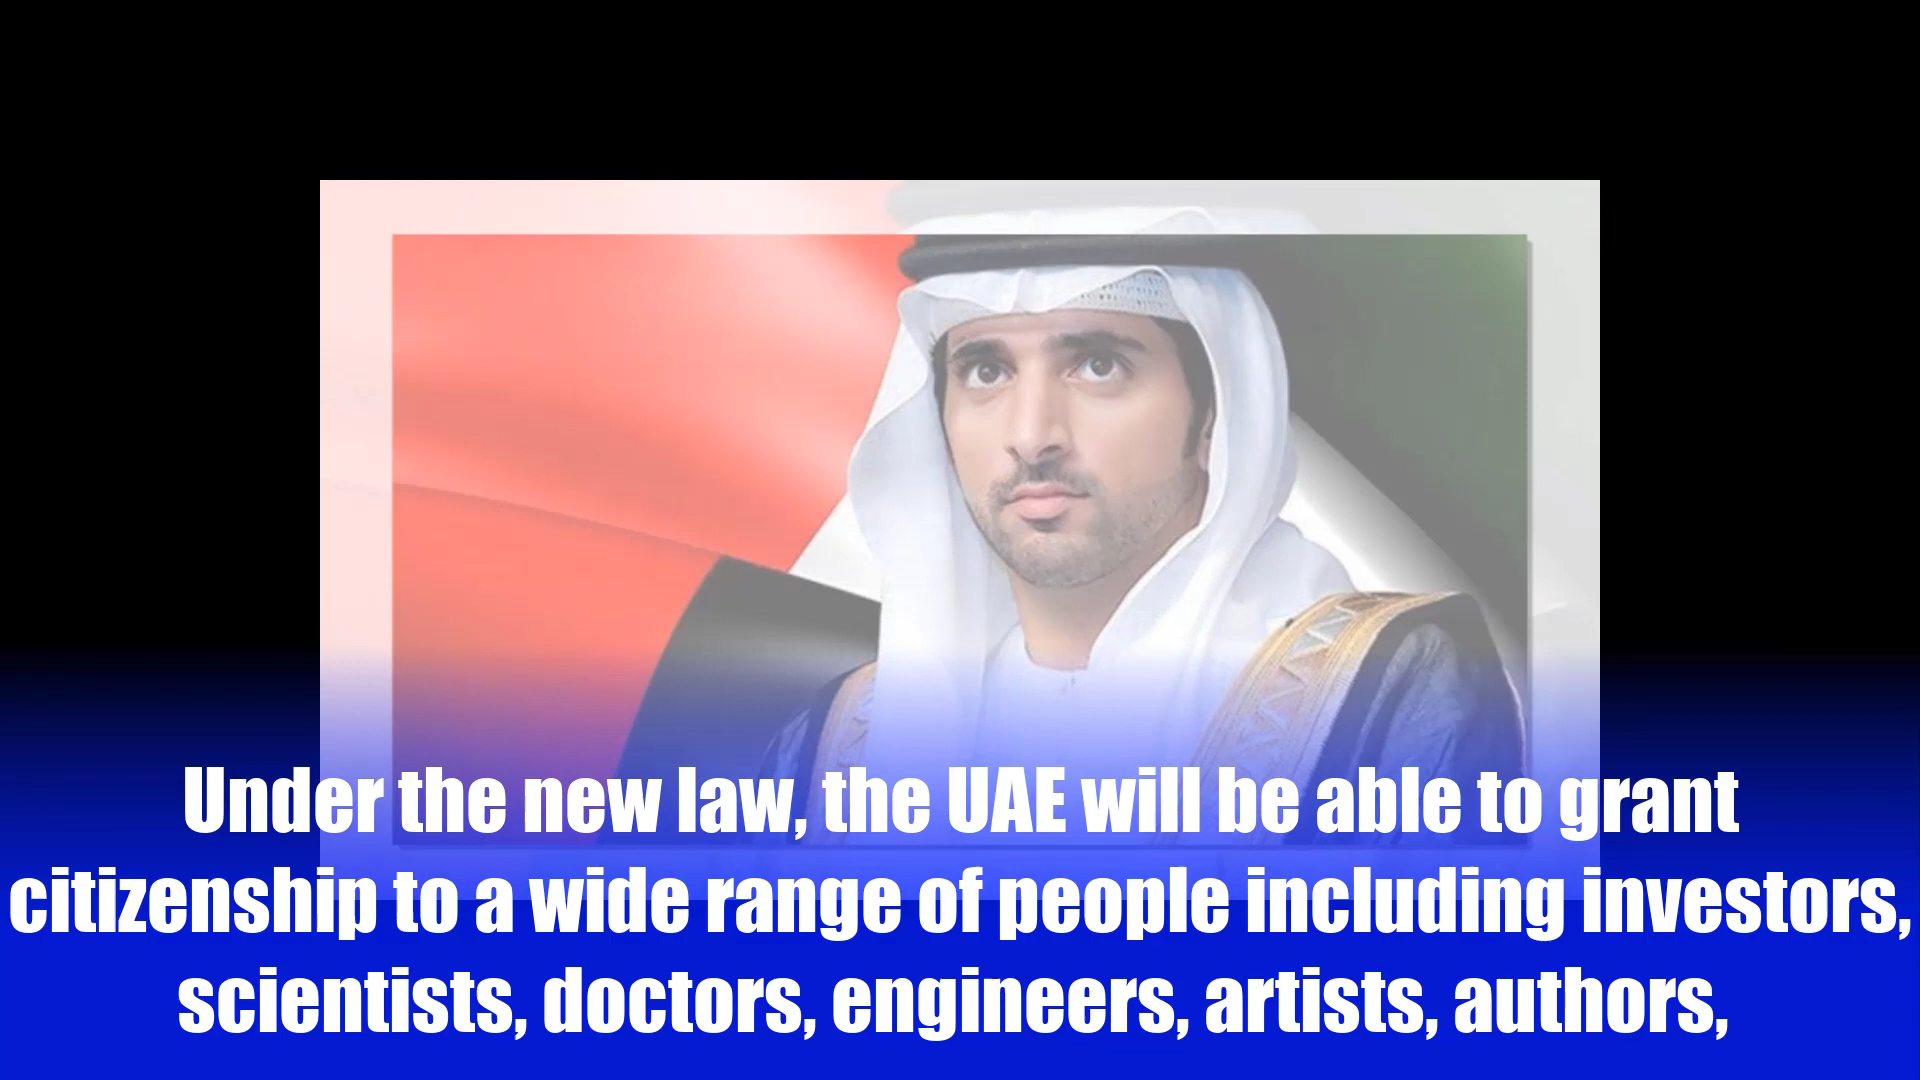 Under the new law, the UAE will be able to grant
citizenship to a wide range of people including investors,
scientists, doctors, engineers, artists, authors,